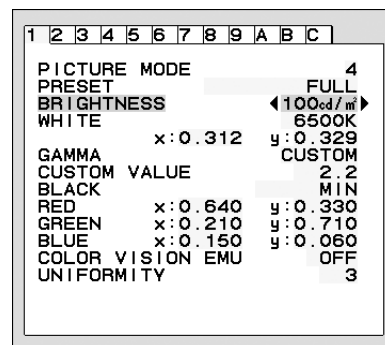 1 2 3 4 5 6 7 8 9 A B C
PICTURE MODE 4
PRESET FULL
BRIGHTNESS ◀100cd/㎡▶
WHITE 6500K
x:0.312 y:0.329
GAMMA CUSTOM
CUSTOM VALUE 2.2
BLACK MIN
RED x:0.640 y:0.330
GREEN x:0.210 y:0.710
BLUE x:0.150 y:0.060
COLOR VISION EMU OFF
UNIFORMITY 3